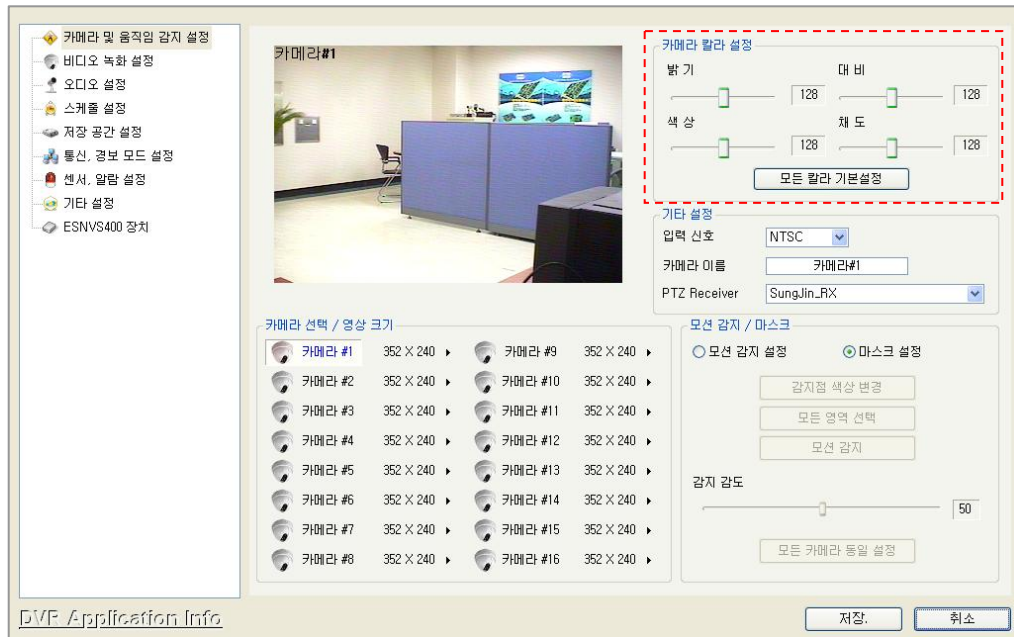 카메라 및 움직임 감지 설정
비디오 녹화 설정
오디오 설정
스케줄 설정
저장 공간 설정
통신, 경보 모드 설정
센서, 알람 설정
기타 설정
ESNVS400 장치
카메라#1
카메라 칼라 설정
밝 기
대 비
128
128
색 상
채 도
128
128
모든 칼라 기본설정
기타 설정
입력 신호 NTSC
카메라 이름 카메라#1
PTZ Receiver SungJin_RX
카메라 선택 / 영상 크기
카메라 #1 352 X 240 카메라 #9 352 X 240
카메라 #2 352 X 240 카메라 #10 352 X 240
카메라 #3 352 X 240 카메라 #11 352 X 240
카메라 #4 352 X 240 카메라 #12 352 X 240
카메라 #5 352 X 240 카메라 #13 352 X 240
카메라 #6 352 X 240 카메라 #14 352 X 240
카메라 #7 352 X 240 카메라 #15 352 X 240
카메라 #8 352 X 240 카메라 #16 352 X 240
모션 감지 / 마스크
모션 감지 설정 마스크 설정
감지점 색상 변경
모든 영역 선택
모션 감지
감지 감도
50
모든 카메라 동일 설정
DVR Application Info
저장.
취소